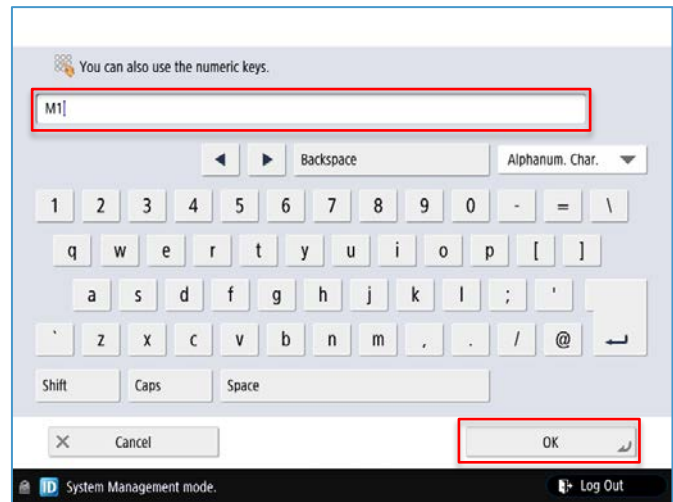 You can also use the numeric keys.
M1
◀ ▶ Backspace Alphanum. Char. ▼
1 2 3 4 5 6 7 8 9 0 - = \
q w e r t y u i o p [ ]
a s d f g h j k l ; '
` z x c v b n m , . / @
Shift Caps Space
× Cancel OK
ID System Management mode. Log Out